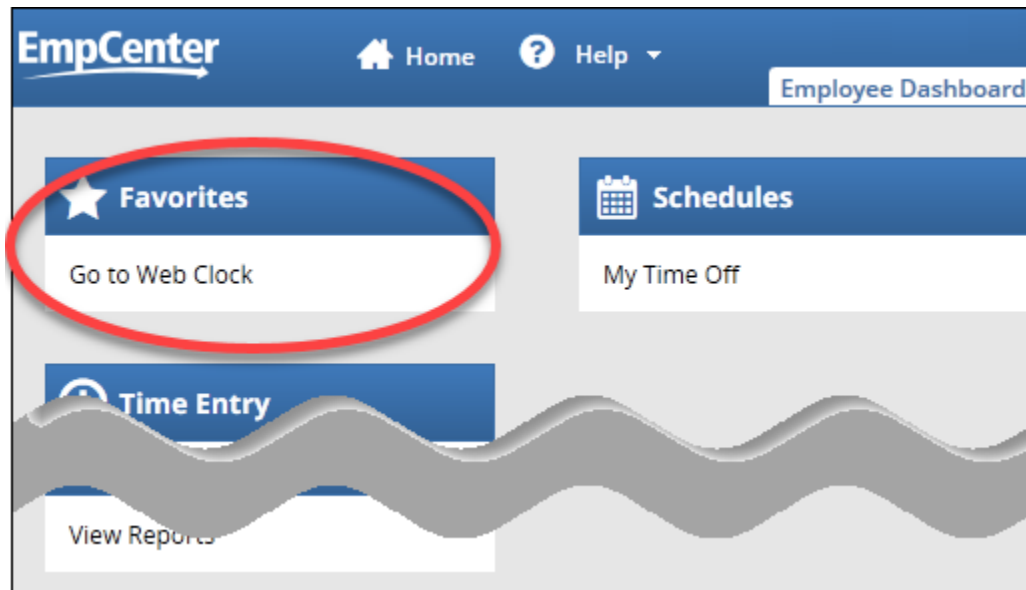 EmpCenter
Home
Help
Employee Dashboard
Favorites
Go to Web Clock
Schedules
My Time Off
Time Entry
View Reports